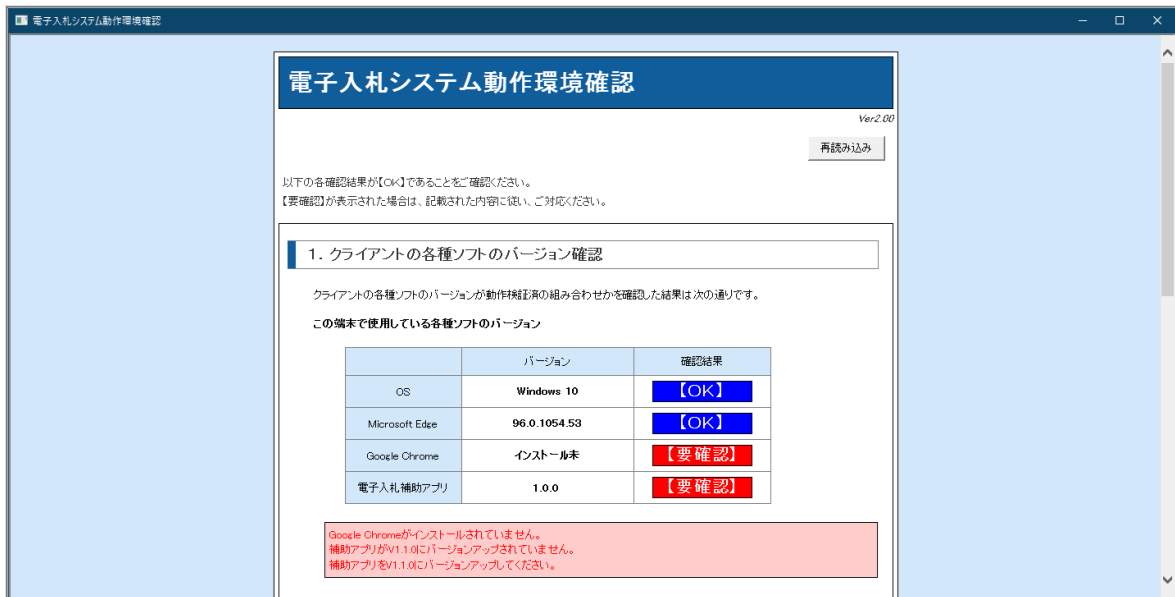 電子入札システム動作環境確認
電子入札システム動作環境確認
Ver2.00
再読み込み
以下の各確認結果が【OK】であることをご確認ください。
【要確認】が表示された場合は、記載された内容に従い、ご対応ください。
1. クライアントの各種ソフトのバージョン確認
クライアントの各種ソフトのバージョンが動作検証済の組み合わせかを確認した結果は次の通りです。
この端末で使用している各種ソフトのバージョン
バージョン 確認結果
OS Windows 10 【OK】
Microsoft Edge 96.0.1054.53 【OK】
Google Chrome インストール未 【要確認】
電子入札補助アプリ 1.0.0 【要確認】
Google Chromeがインストールされていません。
補助アプリがV1.1.0にバージョンアップされていません。
補助アプリをV1.1.0にバージョンアップしてください。